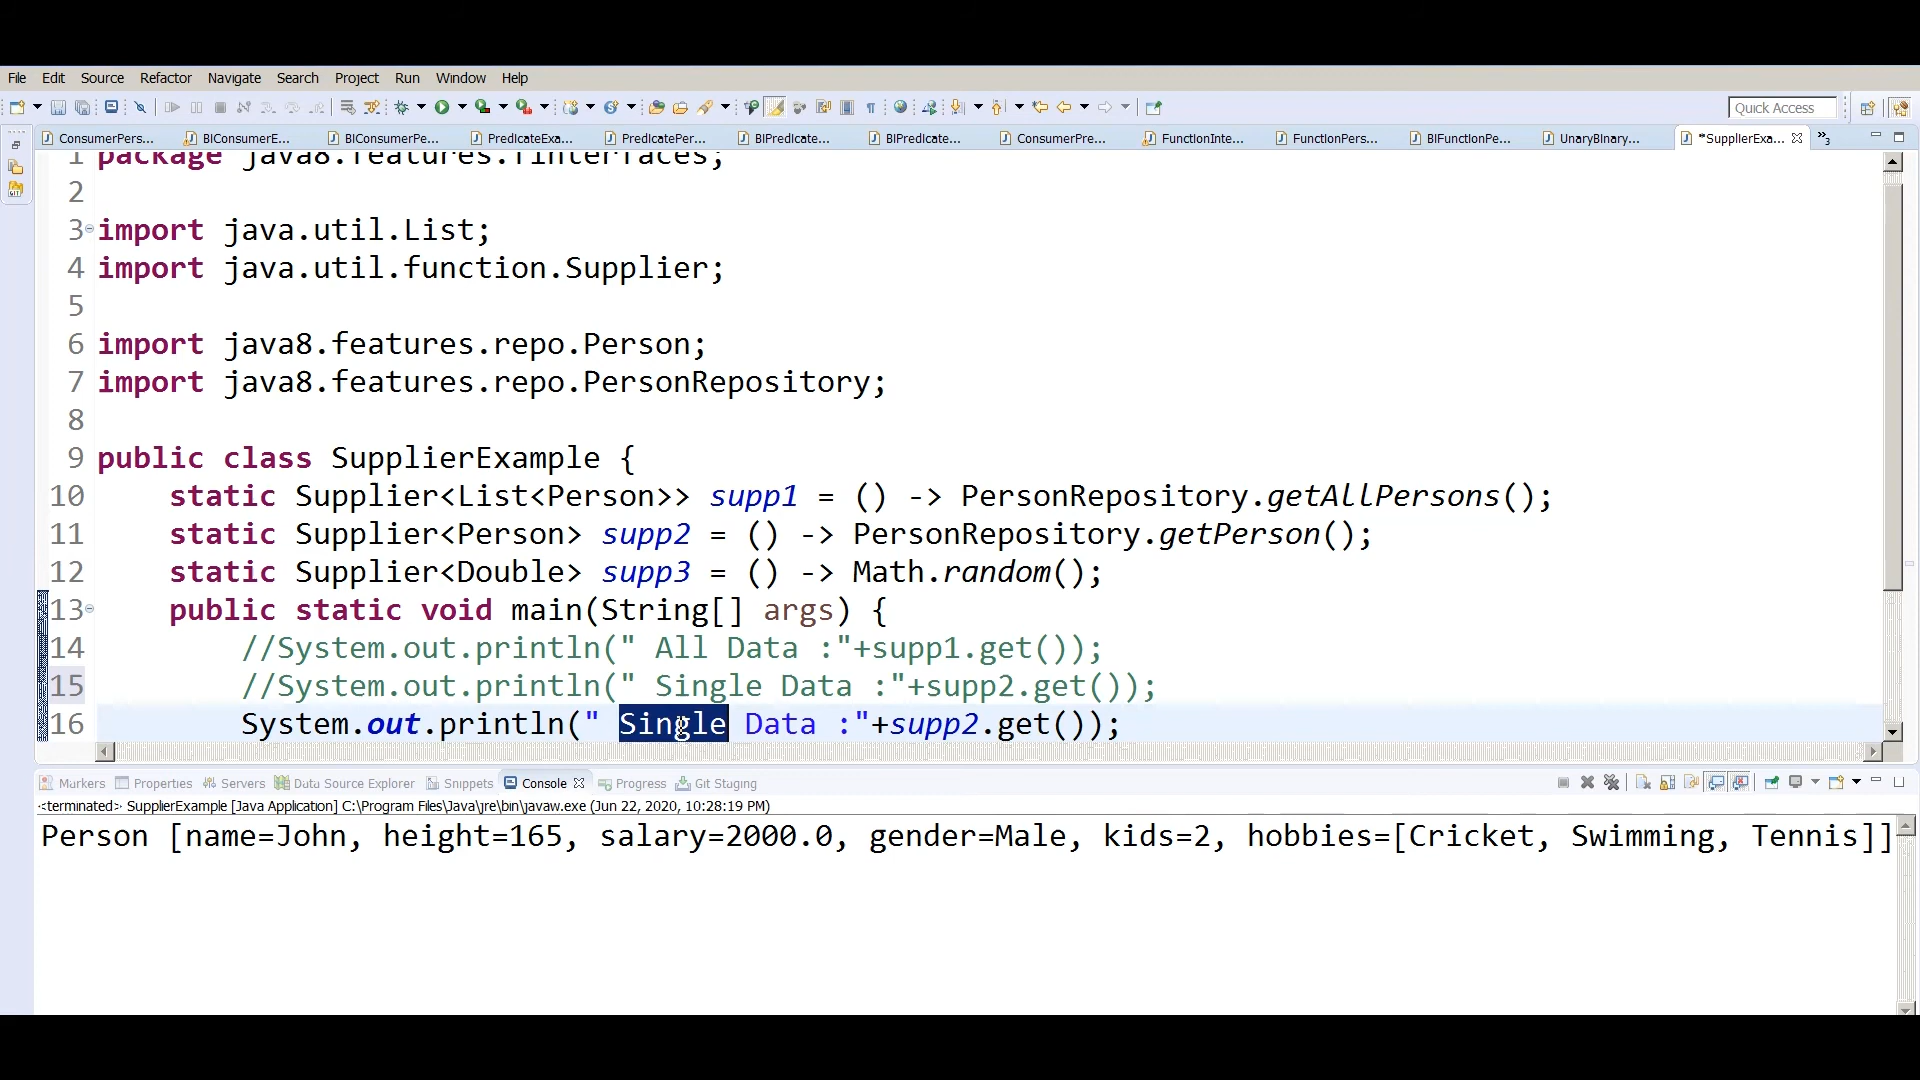 File Edit Source Refactor Navigate Search Project Run Window Help
Quick Access
ConsumerPers... BIConsumerE... BIConsumerPe... PredicateExa... PredicatePer... BIPredicate... BIPredicate... ConsumerPre... FunctionInte... FunctionPers... BIFunctionPe... UnaryBinary... *SupplierExa... 3
1 package java8.features.finterfaces;
2
3 import java.util.List;
4 import java.util.function.Supplier;
5
6 import java8.features.repo.Person;
7 import java8.features.repo.PersonRepository;
8
9 public class SupplierExample {
10 static Supplier<List<Person>> supp1 = () -> PersonRepository.getAllPersons();
11 static Supplier<Person> supp2 = () -> PersonRepository.getPerson();
12 static Supplier<Double> supp3 = () -> Math.random();
13 public static void main(String[] args) {
14 //System.out.println(" All Data :"+supp1.get());
15 //System.out.println(" Single Data :"+supp2.get());
16 System.out.println(" Single Data :"+supp2.get());
Markers Properties Servers Data Source Explorer Snippets Console Progress Git Staging
<terminated> SupplierExample [Java Application] C:\Program Files\Java\jre\bin\javaw.exe (Jun 22, 2020, 10:28:19 PM)
Person [name=John, height=165, salary=2000.0, gender=Male, kids=2, hobbies=[Cricket, Swimming, Tennis]]